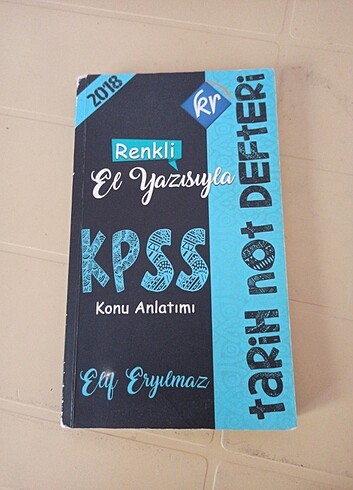 2018
kr
Renkli
El Yazısıyla
KPSS
Konu Anlatımı
Elif Eryılmaz
tARiH not DEFTERİ